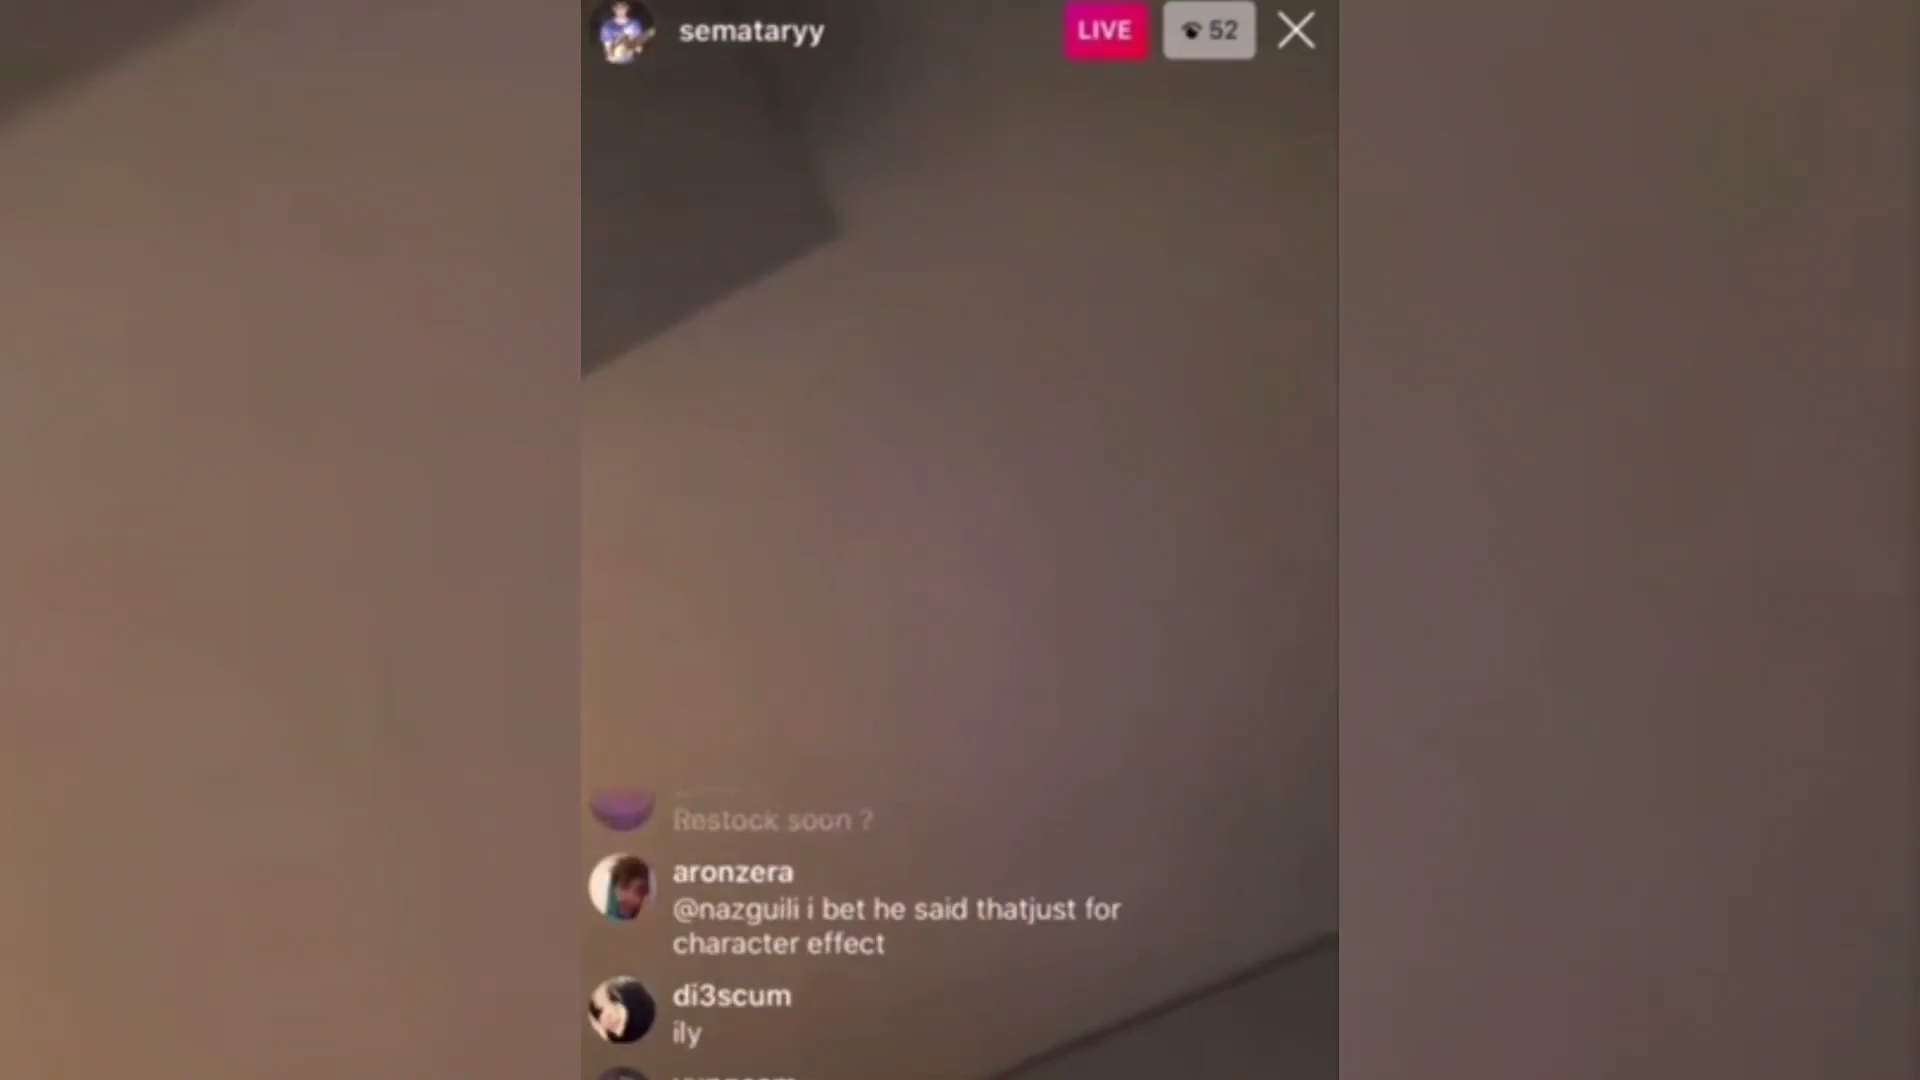 semataryy
LIVE
52
Restock soon ?
aronzera
@nazguili i bet he said thatjust for
character effect
di3scum
ily